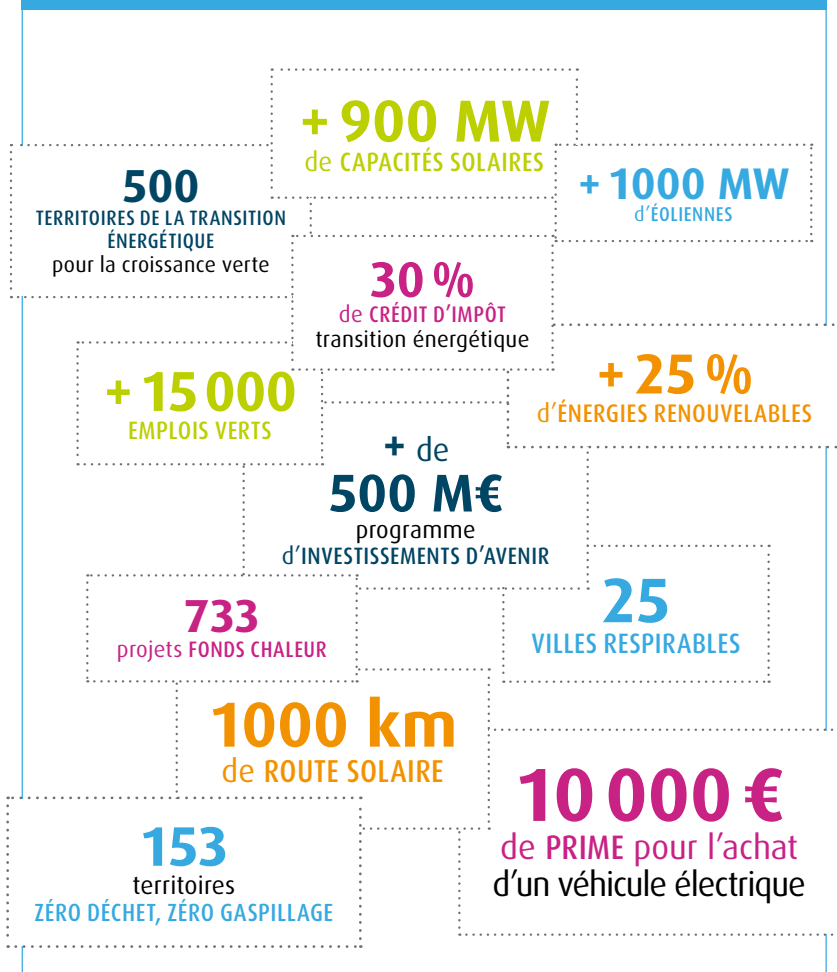 + 900 MW
de CAPACITÉS SOLAIRES
500
TERRITOIRES DE LA TRANSITION
ÉNERGÉTIQUE
pour la croissance verte
+ 1000 MW
d'ÉOLIENNES
30 %
de CRÉDIT D'IMPÔT
transition énergétique
+ 15 000
EMPLOIS VERTS
+ 25 %
d'ÉNERGIES RENOUVELABLES
+ de
500 M€
programme
d'INVESTISSEMENTS D'AVENIR
733
projets FONDS CHALEUR
25
VILLES RESPIRABLES
1000 km
de ROUTE SOLAIRE
10 000 €
de PRIME pour l'achat
d'un véhicule électrique
153
territoires
ZÉRO DÉCHET, ZÉRO GASPILLAGE